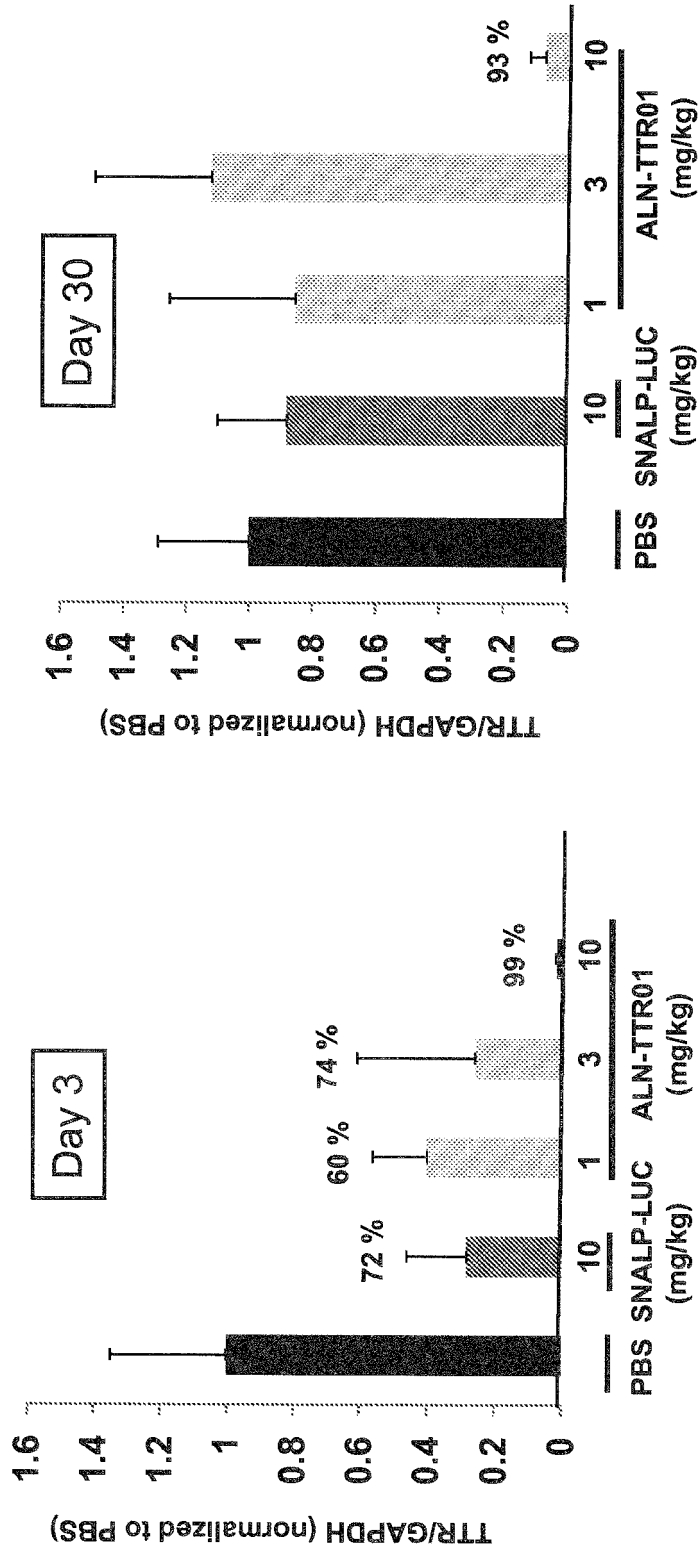 Day 3
TTR/GAPDH (normalized to PBS)
1.6
1.4
1.2
1
0.8
0.6
0.4
0.2
0
72 %
60 %
74 %
99 %
10
1
3
10
PBS
SNALP-LUC
ALN-TTR01
(mg/kg)
(mg/kg)
Day 30
TTR/GAPDH (normalized to PBS)
1.6
1.4
1.2
1
0.8
0.6
0.4
0.2
0
93 %
10
1
3
10
PBS
SNALP-LUC
ALN-TTR01
(mg/kg)
(mg/kg)